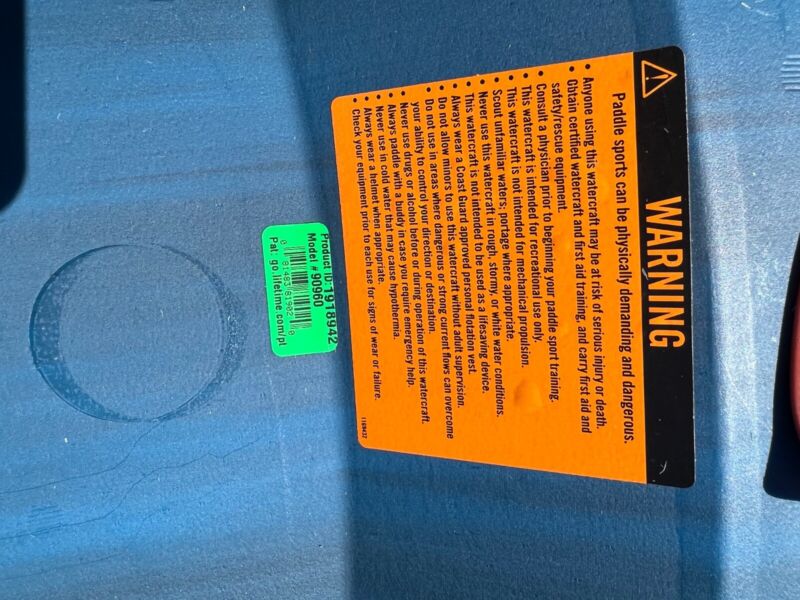 WARNING
Paddle sports can be physically demanding and dangerous.
• Anyone using this watercraft may be at risk of serious injury or death.
• Obtain certified watercraft and first aid training, and carry first aid and
safety/rescue equipment.
• Consult a physician prior to beginning your paddle sport training.
• This watercraft is intended for recreational use only.
• This watercraft is not intended for mechanical propulsion.
• Scout unfamiliar waters; portage where appropriate.
• Never use this watercraft in rough, stormy, or white water conditions.
• This watercraft is not intended to be used as a lifesaving device.
• Always wear a Coast Guard approved personal flotation vest.
• Do not allow minors to use this watercraft without adult supervision.
• Do not use in areas where dangerous or strong current flows can overcome
your ability to control your direction or destination.
• Never use drugs or alcohol before or during operation of this watercraft.
• Always paddle with a buddy in case you require emergency help.
• Never use in cold water that may cause hypothermia.
• Always wear a helmet when appropriate.
• Check your equipment prior to each use for signs of wear or failure.
1169432
Product ID:1918942
Model # 90960
0 81483 81902 0
Pat: go.lifetime.com/pt